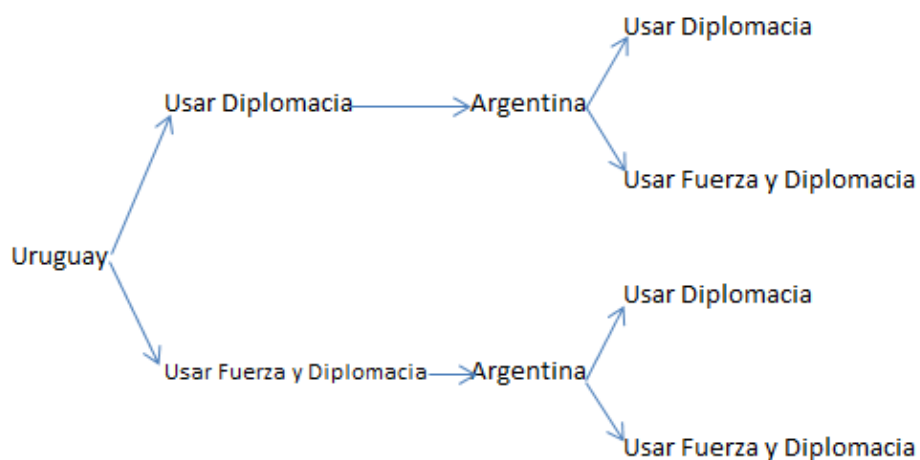 Usar Diplomacia
Usar Diplomacia
Argentina
Usar Fuerza y Diplomacia
Uruguay
Usar Diplomacia
Usar Fuerza y Diplomacia
Argentina
Usar Fuerza y Diplomacia